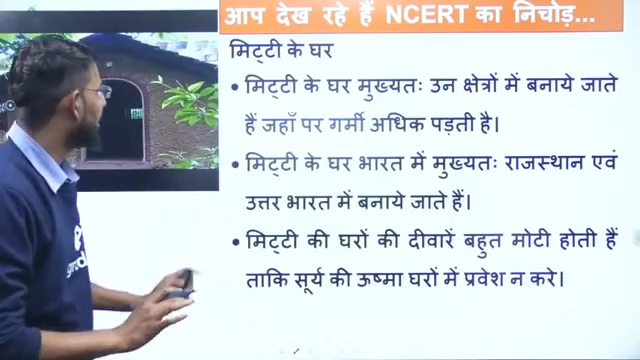 आप देख रहे हैं NCERT का निचोड़...
मिट्टी के घर
• मिट्टी के घर मुख्यतः उन क्षेत्रों में बनाये जाते
हैं जहाँ पर गर्मी अधिक पड़ती है।
• मिट्टी के घर भारत में मुख्यतः राजस्थान एवं
उत्तर भारत में बनाये जाते हैं।
• मिट्टी की घरों की दीवारें बहुत मोटी होती हैं
ताकि सूर्य की ऊष्मा घरों में प्रवेश न करे।